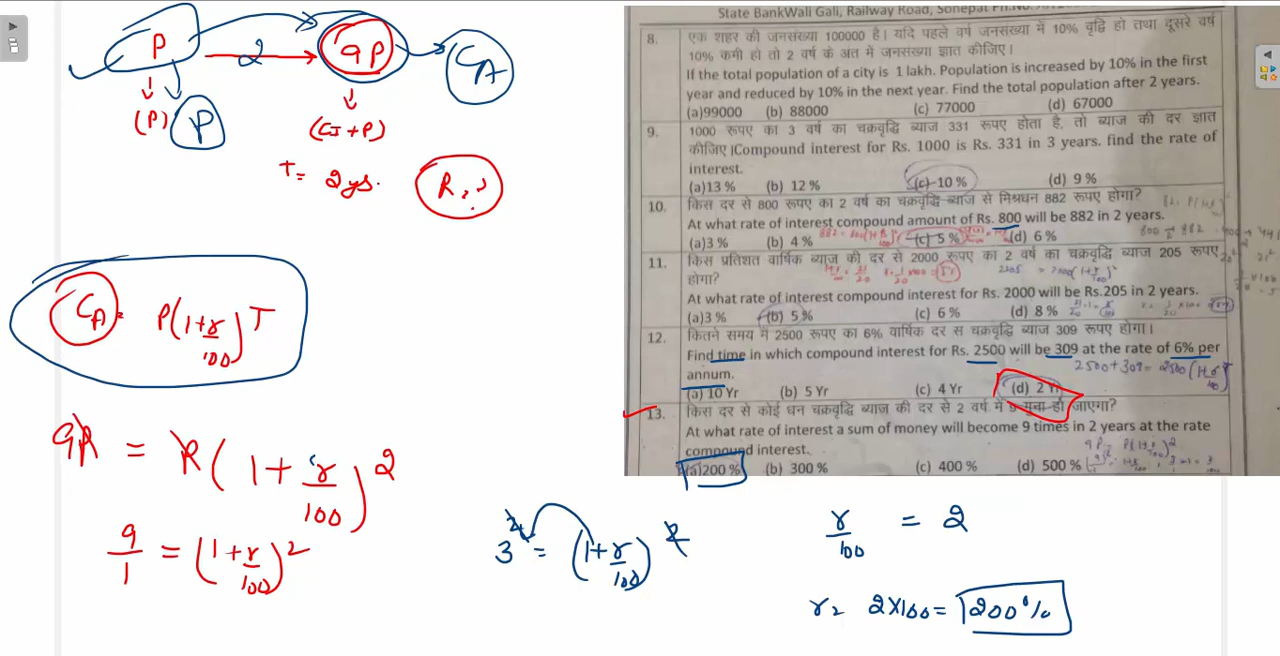 State BankWali Gali, Railway Road, Sonepat
8. एक शहर की जनसंख्या 100000 है। यदि पहले वर्ष जनसंख्या में 10% वृद्धि हो तथा दूसरे वर्ष
10% कमी हो तो 2 वर्ष के अंत में जनसंख्या ज्ञात कीजिए।
If the total population of a city is 1 lakh. Population is increased by 10% in the first
year and reduced by 10% in the next year. Find the total population after 2 years.
(a)99000 (b) 88000 (c) 77000 (d) 67000
9. 1000 रूपए का 3 वर्ष का चक्रवृद्धि ब्याज 331 रूपए होता है, तो ब्याज की दर ज्ञात
कीजिए।Compound interest for Rs. 1000 is Rs. 331 in 3 years. find the rate of
interest.
(a)13 % (b) 12 % (c) 10 % (d) 9 %
10. किस दर से 800 रूपए का 2 वर्ष का चक्रवृद्धि ब्याज से मिश्रधन 882 रूपए होगा?
At what rate of interest compound amount of Rs. 800 will be 882 in 2 years.
(a)3 % (b) 4 % (c) 5 % (d) 6 %
11. किस प्रतिशत वार्षिक ब्याज की दर से 2000 रूपए का 2 वर्ष का चक्रवृद्धि ब्याज 205 रूपए
होगा?
At what rate of interest compound interest for Rs. 2000 will be Rs.205 in 2 years.
(a)3 % (b) 5 % (c) 6 % (d) 8 %
12. कितने समय में 2500 रूपए का 6% वार्षिक दर से चक्रवृद्धि ब्याज 309 रूपए होगा।
Find time in which compound interest for Rs. 2500 will be 309 at the rate of 6% per
annum.
2500+309 = 2500(1+
(a) 10 Yr (b) 5 Yr (c) 4 Yr (d) 2 Yr
13. किस दर से कोई धन चक्रवृद्धि ब्याज की दर से 2 वर्ष में 9 गुना हो जाएगा?
At what rate of interest a sum of money will become 9 times in 2 years at the rate
compound interest.
(a)200 % (b) 300 % (c) 400 % (d) 500 %
P 2 9P CA
(P) P (CI+P)
T= 2ys. R=?
CA= P(1+r/100)T
9P = P(1+r/100)2
9/1 = (1+r/100)2
32 = (1+r/100)2
r/100 = 2
r= 2×100= 200%